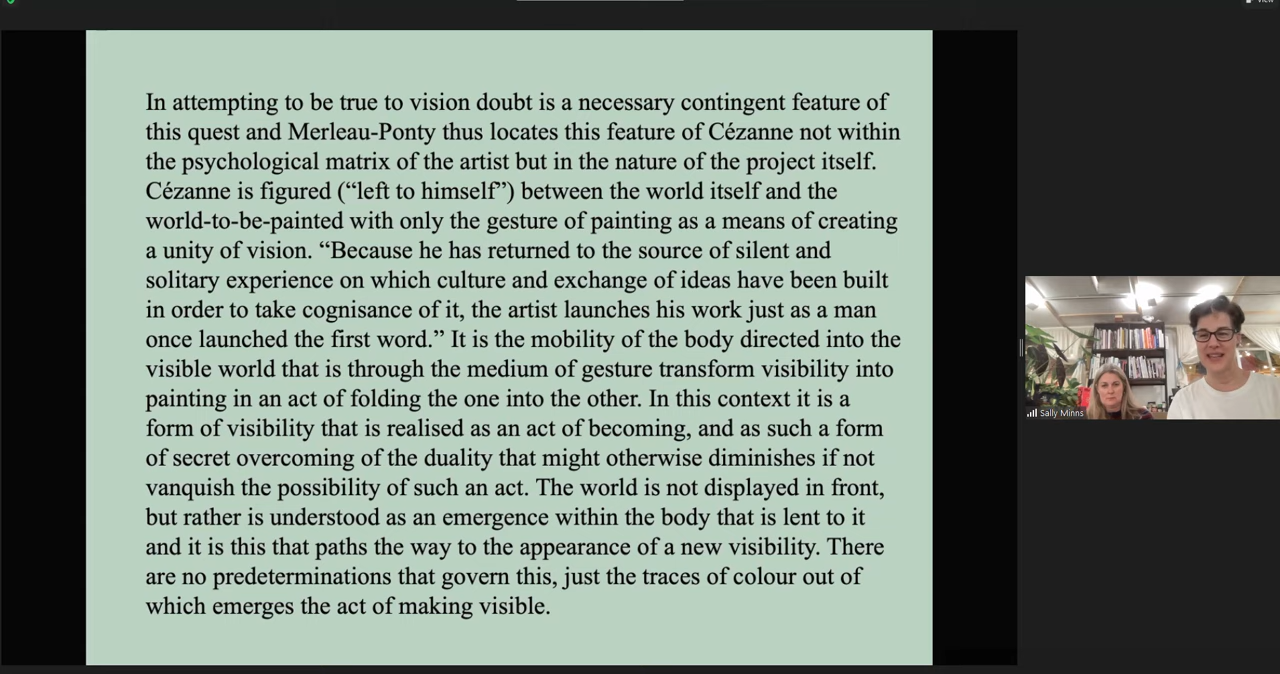 In attempting to be true to vision doubt is a necessary contingent feature of
this quest and Merleau-Ponty thus locates this feature of Cézanne not within
the psychological matrix of the artist but in the nature of the project itself.
Cézanne is figured (“left to himself”) between the world itself and the
world-to-be-painted with only the gesture of painting as a means of creating
a unity of vision. “Because he has returned to the source of silent and
solitary experience on which culture and exchange of ideas have been built
in order to take cognisance of it, the artist launches his work just as a man
once launched the first word.” It is the mobility of the body directed into the
visible world that is through the medium of gesture transform visibility into
painting in an act of folding the one into the other. In this context it is a
form of visibility that is realised as an act of becoming, and as such a form
of secret overcoming of the duality that might otherwise diminishes if not
vanquish the possibility of such an act. The world is not displayed in front,
but rather is understood as an emergence within the body that is lent to it
and it is this that paths the way to the appearance of a new visibility. There
are no predeterminations that govern this, just the traces of colour out of
which emerges the act of making visible.
Sally Minns